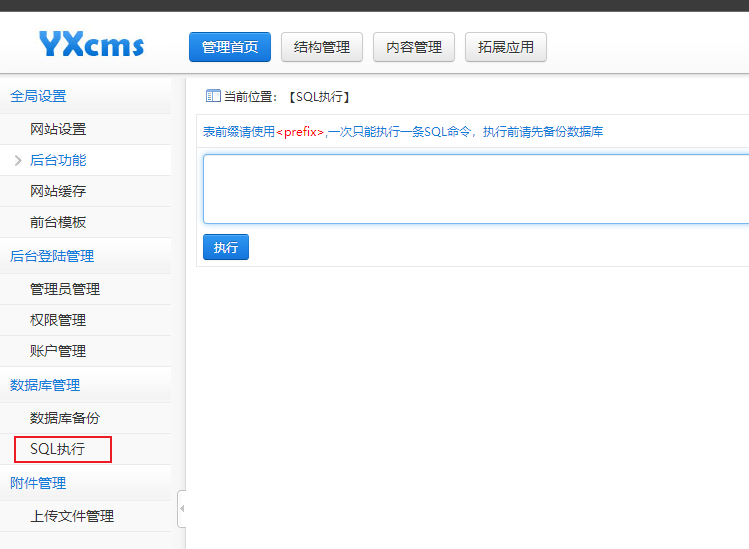 YXcms
管理首页 结构管理 内容管理 拓展应用
全局设置
网站设置
后台功能
网站缓存
前台模板
后台登陆管理
管理员管理
权限管理
账户管理
数据库管理
数据库备份
SQL执行
附件管理
上传文件管理
当前位置：【SQL执行】
表前缀请使用<prefix>,一次只能执行一条SQL命令，执行前请先备份数据库
执行